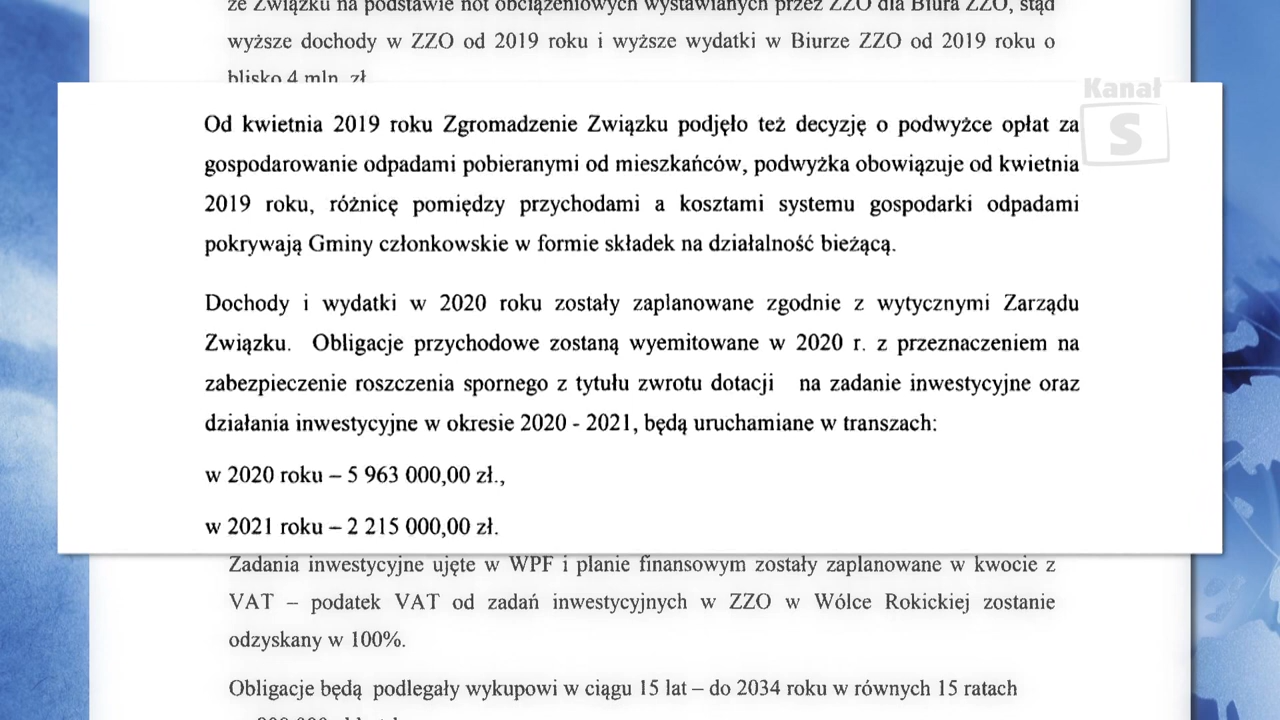 że Związku na podstawie not obciążeniowych wystawianych przez ZZO dla Biura ZZO, stąd
wyższe dochody w ZZO od 2019 roku i wyższe wydatki w Biurze ZZO od 2019 roku o
blisko 4 mln zł
Kanał
S
Od kwietnia 2019 roku Zgromadzenie Związku podjęło też decyzję o podwyżce opłat za
gospodarowanie odpadami pobieranymi od mieszkańców, podwyżka obowiązuje od kwietnia
2019 roku, różnicę pomiędzy przychodami a kosztami systemu gospodarki odpadami
pokrywają Gminy członkowskie w formie składek na działalność bieżącą.
Dochody i wydatki w 2020 roku zostały zaplanowane zgodnie z wytycznymi Zarządu
Związku. Obligacje przychodowe zostaną wyemitowane w 2020 r. z przeznaczeniem na
zabezpieczenie roszczenia spornego z tytułu zwrotu dotacji na zadanie inwestycyjne oraz
działania inwestycyjne w okresie 2020 - 2021, będą uruchamiane w transzach:
w 2020 roku – 5 963 000,00 zł.,
w 2021 roku – 2 215 000,00 zł.
Zadania inwestycyjne ujęte w WPF i planie finansowym zostały zaplanowane w kwocie z
VAT – podatek VAT od zadań inwestycyjnych w ZZO w Wólce Rokickiej zostanie
odzyskany w 100%.
Obligacje będą podlegały wykupowi w ciągu 15 lat – do 2034 roku w równych 15 ratach